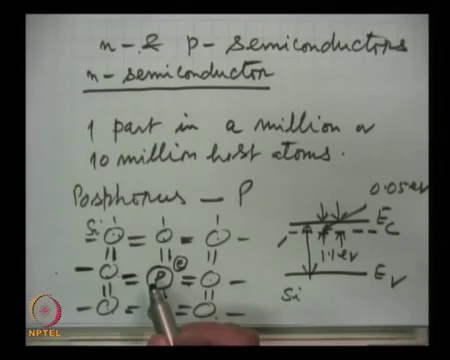 n- & p- semiconductors
n- semiconductor
1 part in a million or
10 million host atoms.
Posphorus — P
0.05 eV
Si
E_C
e
P
1.1 eV
E_V
Si
NPTEL